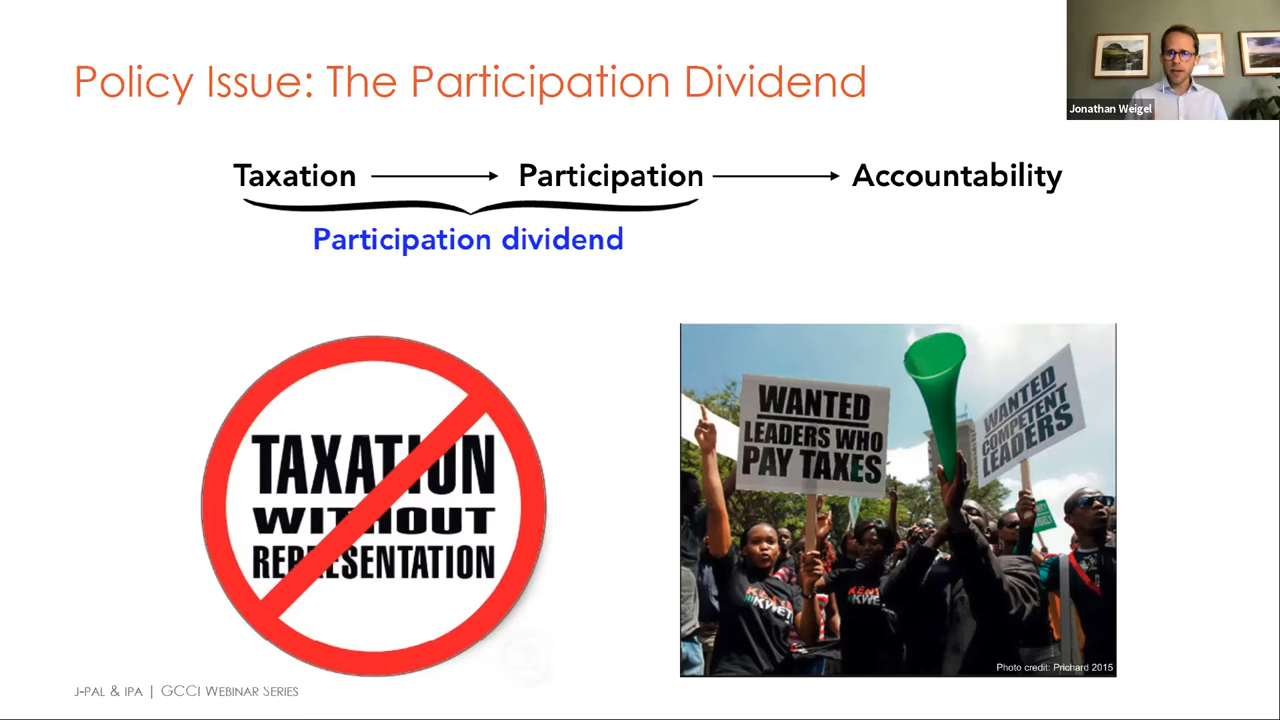 Policy Issue: The Participation Dividend
Jonathan Weigel
Taxation Participation Accountability
Participation dividend
TAXATION
WITHOUT
REPRESENTATION
WANTED
LEADERS WHO
PAY TAXES
WANTED
COMPETENT
LEADERS
Photo credit: Prichard 2015
J-PAL & IPA | GCCI WEBINAR SERIES